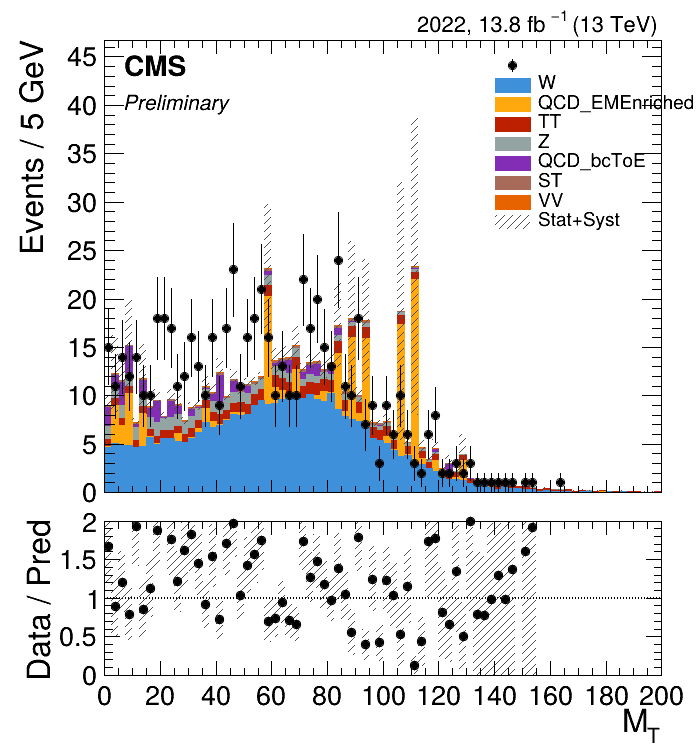 2022, 13.8 fb⁻¹ (13 TeV)
Events / 5 GeV
45
40
35
30
25
20
15
10
5
0
CMS
Preliminary
W
QCD_EMEnriched
TT
Z
QCD_bcToE
ST
VV
Stat+Syst
Data / Pred
2
1.5
1
0.5
0
0 20 40 60 80 100 120 140 160 180 200
M_T